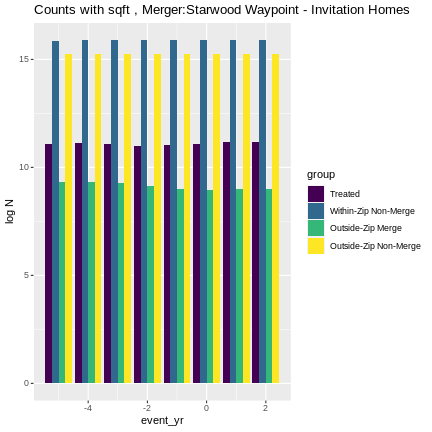 Counts with sqft , Merger:Starwood Waypoint - Invitation Homes
log N
15
10
5
0
-4
-2
0
2
event_yr
group
Treated
Within-Zip Non-Merge
Outside-Zip Merge
Outside-Zip Non-Merge